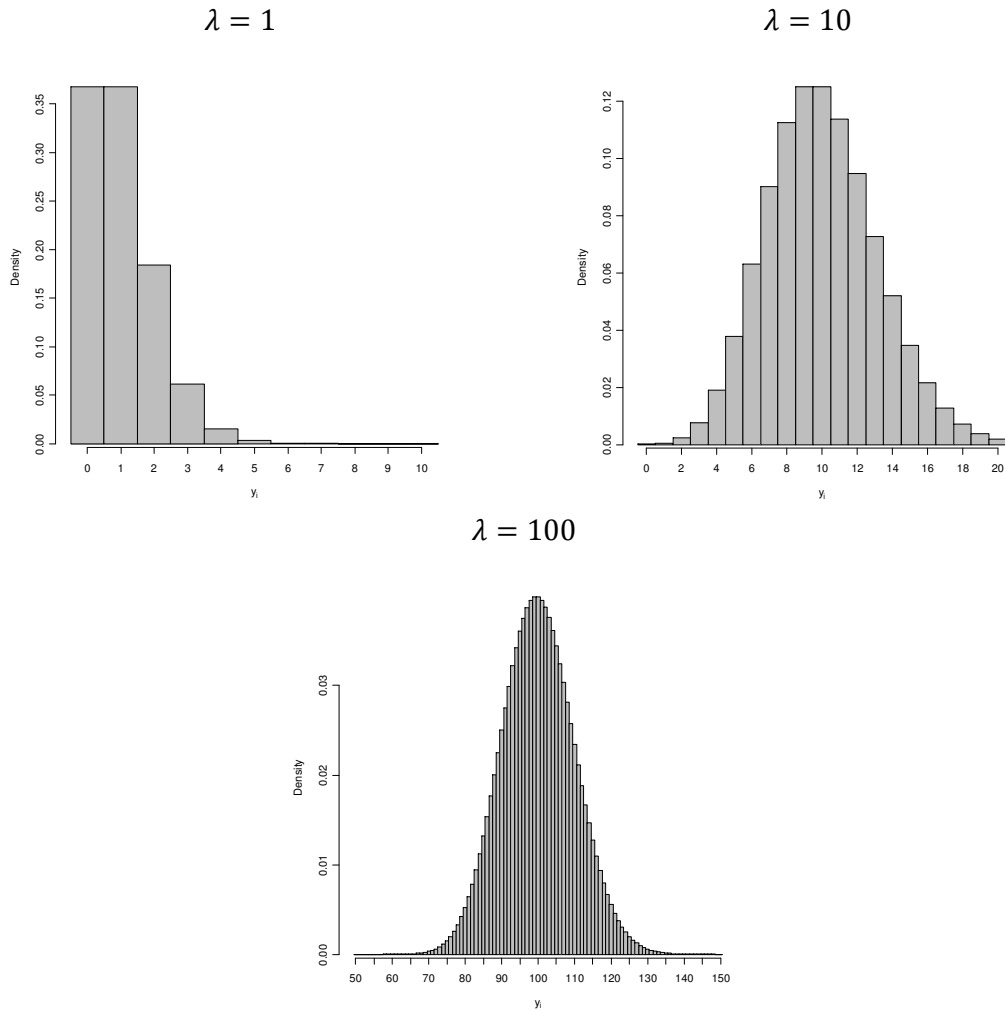 λ = 1
Density
0.00 0.05 0.10 0.15 0.20 0.25 0.30 0.35
0 1 2 3 4 5 6 7 8 9 10
yi
λ = 10
Density
0.00 0.02 0.04 0.06 0.08 0.10 0.12
0 2 4 6 8 10 12 14 16 18 20
yi
λ = 100
Density
0.00 0.01 0.02 0.03
50 60 70 80 90 100 110 120 130 140 150
yi